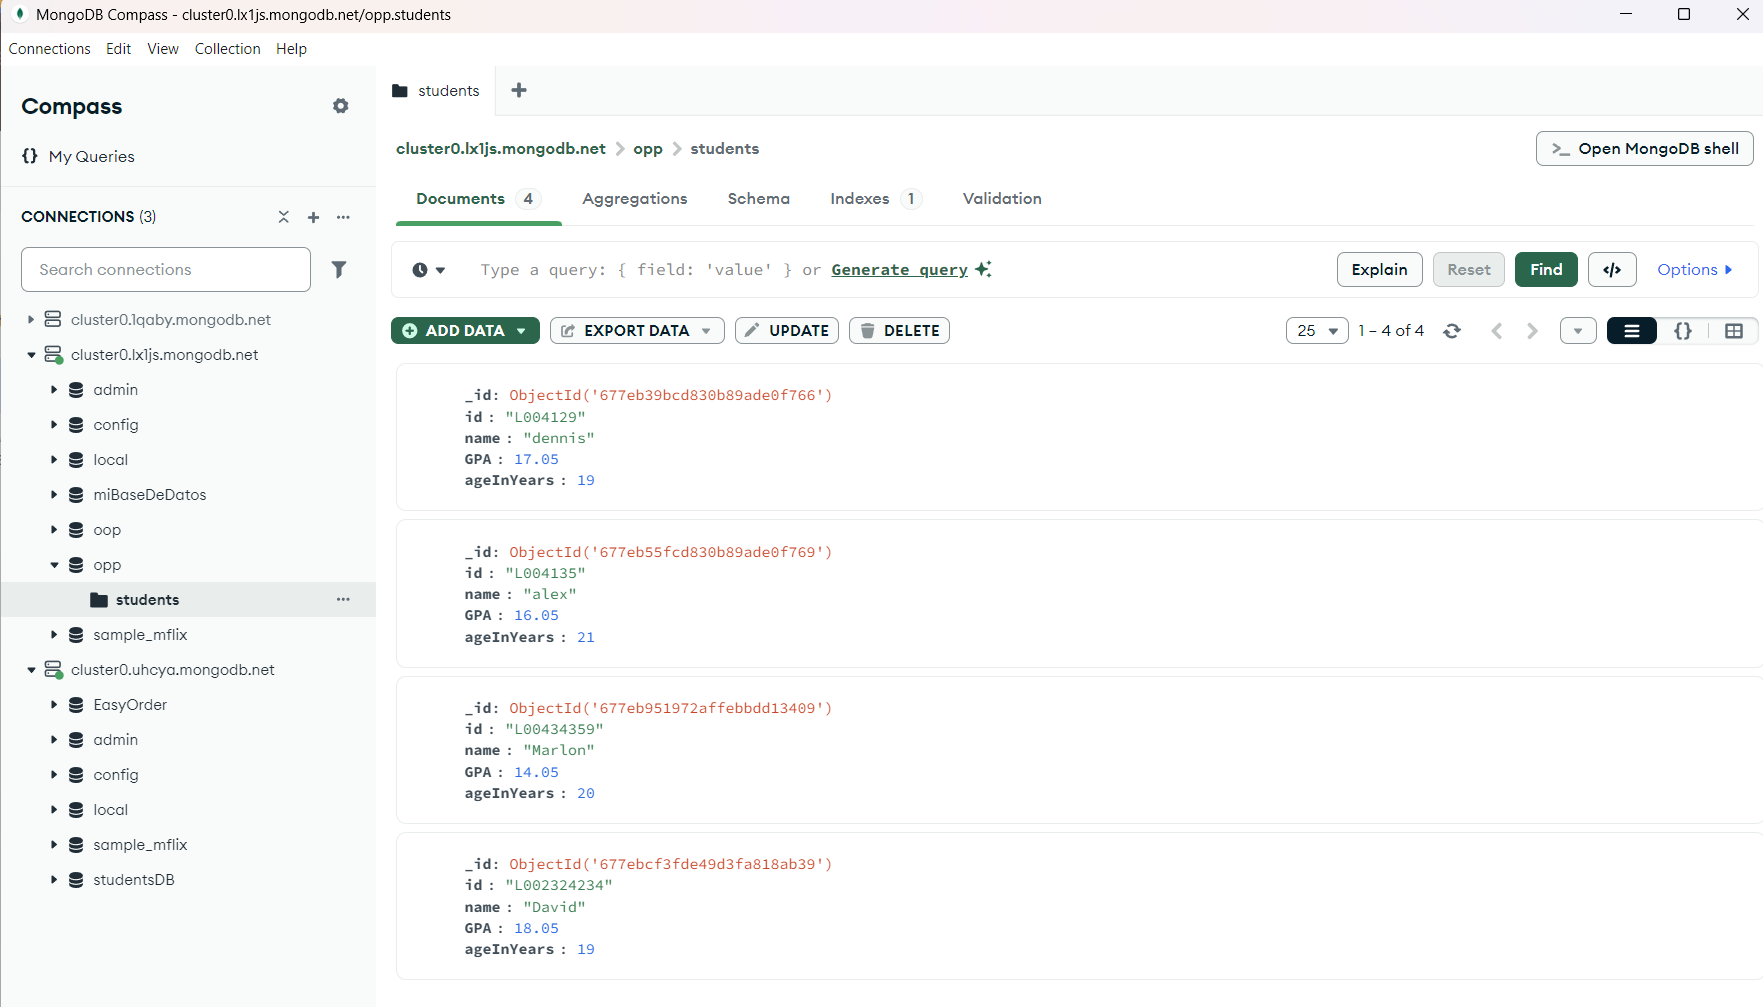 MongoDB Compass - cluster0.lx1js.mongodb.net/opp.students
Connections Edit View Collection Help
Compass
{} My Queries
CONNECTIONS (3)
Search connections
cluster0.1qaby.mongodb.net
cluster0.lx1js.mongodb.net
admin
config
local
miBaseDeDatos
oop
opp
students
sample_mflix
cluster0.uhcya.mongodb.net
EasyOrder
admin
config
local
sample_mflix
studentsDB
students
cluster0.lx1js.mongodb.net > opp > students
>_ Open MongoDB shell
Documents 4 Aggregations Schema Indexes 1 Validation
Type a query: { field: 'value' } or Generate query
Explain Reset Find </> Options
ADD DATA EXPORT DATA UPDATE DELETE
25 1 – 4 of 4 {}
_id: ObjectId('677eb39bcd830b89ade0f766')
id : "L004129"
name : "dennis"
GPA : 17.05
ageInYears : 19
_id: ObjectId('677eb55fcd830b89ade0f769')
id : "L004135"
name : "alex"
GPA : 16.05
ageInYears : 21
_id: ObjectId('677eb951972affebbdd13409')
id : "L00434359"
name : "Marlon"
GPA : 14.05
ageInYears : 20
_id: ObjectId('677ebcf3fde49d3fa818ab39')
id : "L002324234"
name : "David"
GPA : 18.05
ageInYears : 19